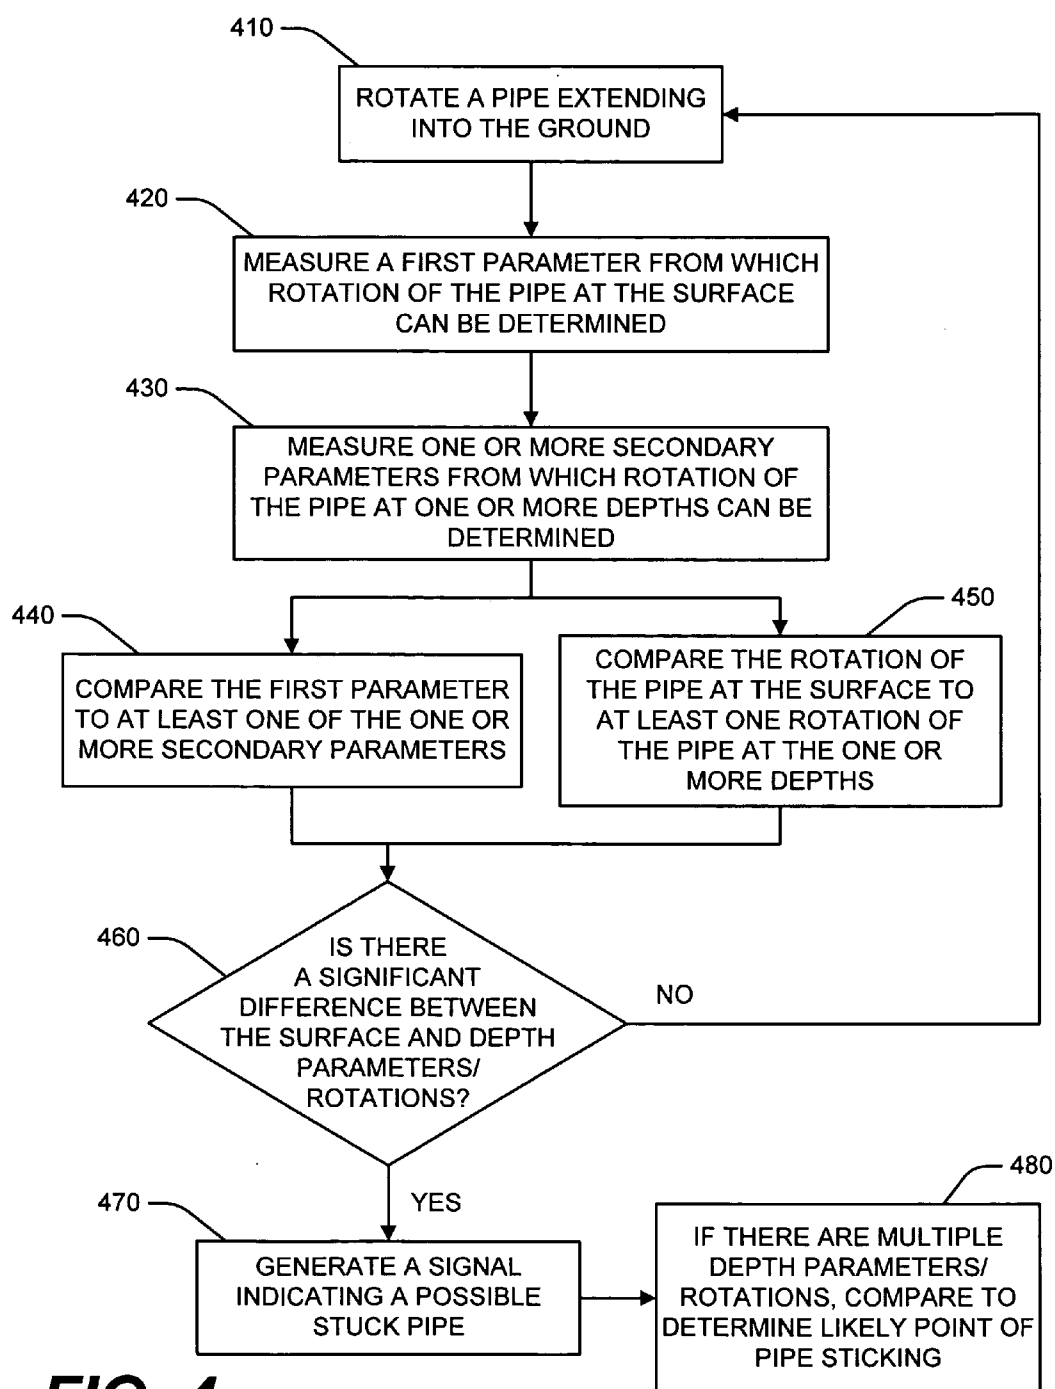 410
ROTATE A PIPE EXTENDING
INTO THE GROUND
420
MEASURE A FIRST PARAMETER FROM WHICH
ROTATION OF THE PIPE AT THE SURFACE
CAN BE DETERMINED
430
MEASURE ONE OR MORE SECONDARY
PARAMETERS FROM WHICH ROTATION OF
THE PIPE AT ONE OR MORE DEPTHS CAN BE
DETERMINED
440
COMPARE THE FIRST PARAMETER
TO AT LEAST ONE OF THE ONE OR
MORE SECONDARY PARAMETERS
450
COMPARE THE ROTATION OF
THE PIPE AT THE SURFACE TO
AT LEAST ONE ROTATION OF
THE PIPE AT THE ONE OR
MORE DEPTHS
460
IS THERE
A SIGNIFICANT
DIFFERENCE BETWEEN
THE SURFACE AND DEPTH
PARAMETERS/
ROTATIONS?
NO
YES
470
GENERATE A SIGNAL
INDICATING A POSSIBLE
STUCK PIPE
480
IF THERE ARE MULTIPLE
DEPTH PARAMETERS/
ROTATIONS, COMPARE TO
DETERMINE LIKELY POINT OF
PIPE STICKING
FIG. 4